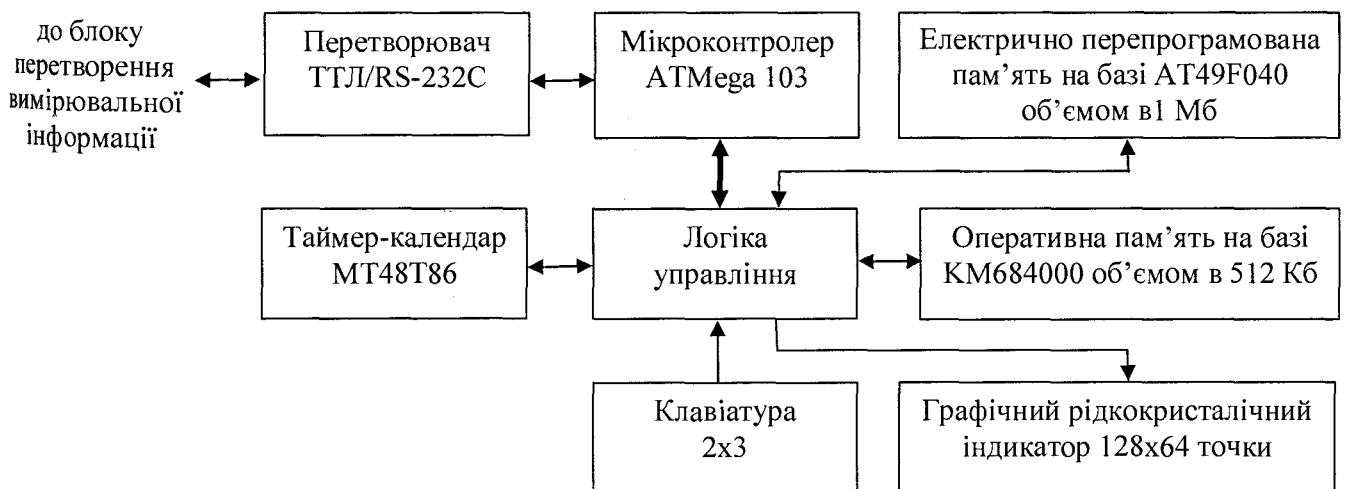 до блоку
перетворення
вимірювальної
інформації
Перетворювач
ТТЛ/RS-232C
Мікроконтролер
ATMega 103
Електрично перепрограмована
пам’ять на базі AT49F040
об’ємом в1 Мб
Таймер-календар
MT48T86
Логіка
управління
Оперативна пам’ять на базі
KM684000 об’ємом в 512 Кб
Клавіатура
2x3
Графічний рідкокристалічний
індикатор 128x64 точки